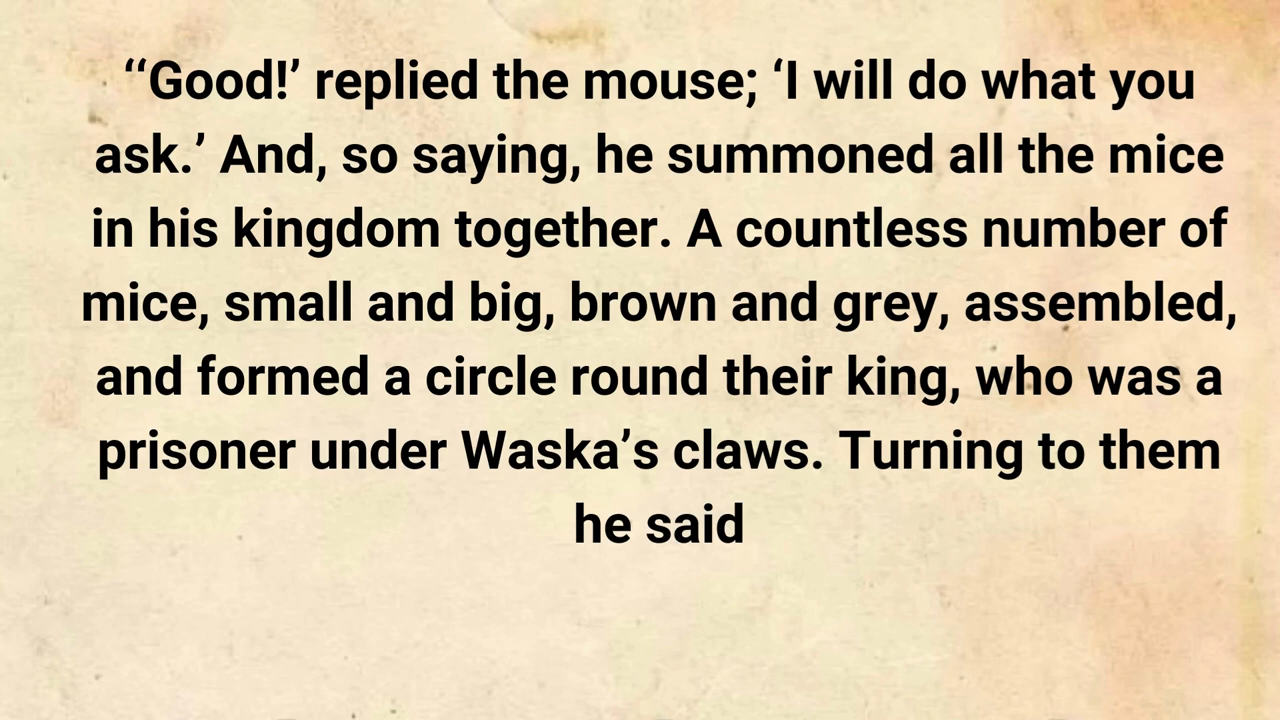 ‘‘Good!’ replied the mouse; ‘I will do what you
ask.’ And, so saying, he summoned all the mice
in his kingdom together. A countless number of
mice, small and big, brown and grey, assembled,
and formed a circle round their king, who was a
prisoner under Waska’s claws. Turning to them
he said